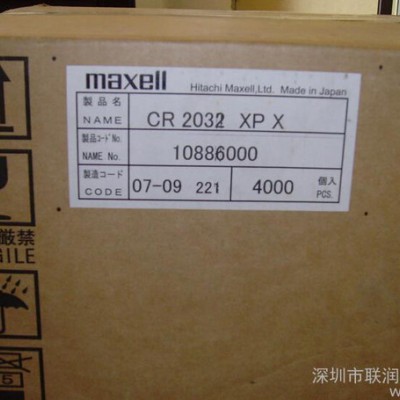 maxell
Hitachi Maxell, Ltd. Made in Japan
製品名
NAME
CR 2032 XP X
製品コードNo.
NAME No.
10886000
製造コード
CODE
07-09 221
4000
個入
PCS.
厳禁
GILE
5
深圳市联润